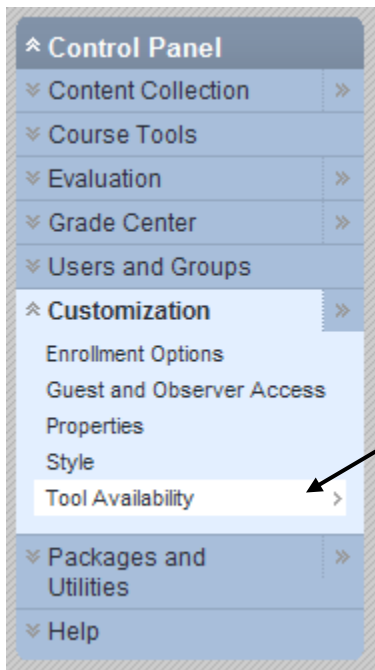 Control Panel
Content Collection
Course Tools
Evaluation
Grade Center
Users and Groups
Customization
Enrollment Options
Guest and Observer Access
Properties
Style
Tool Availability
Packages and
Utilities
Help